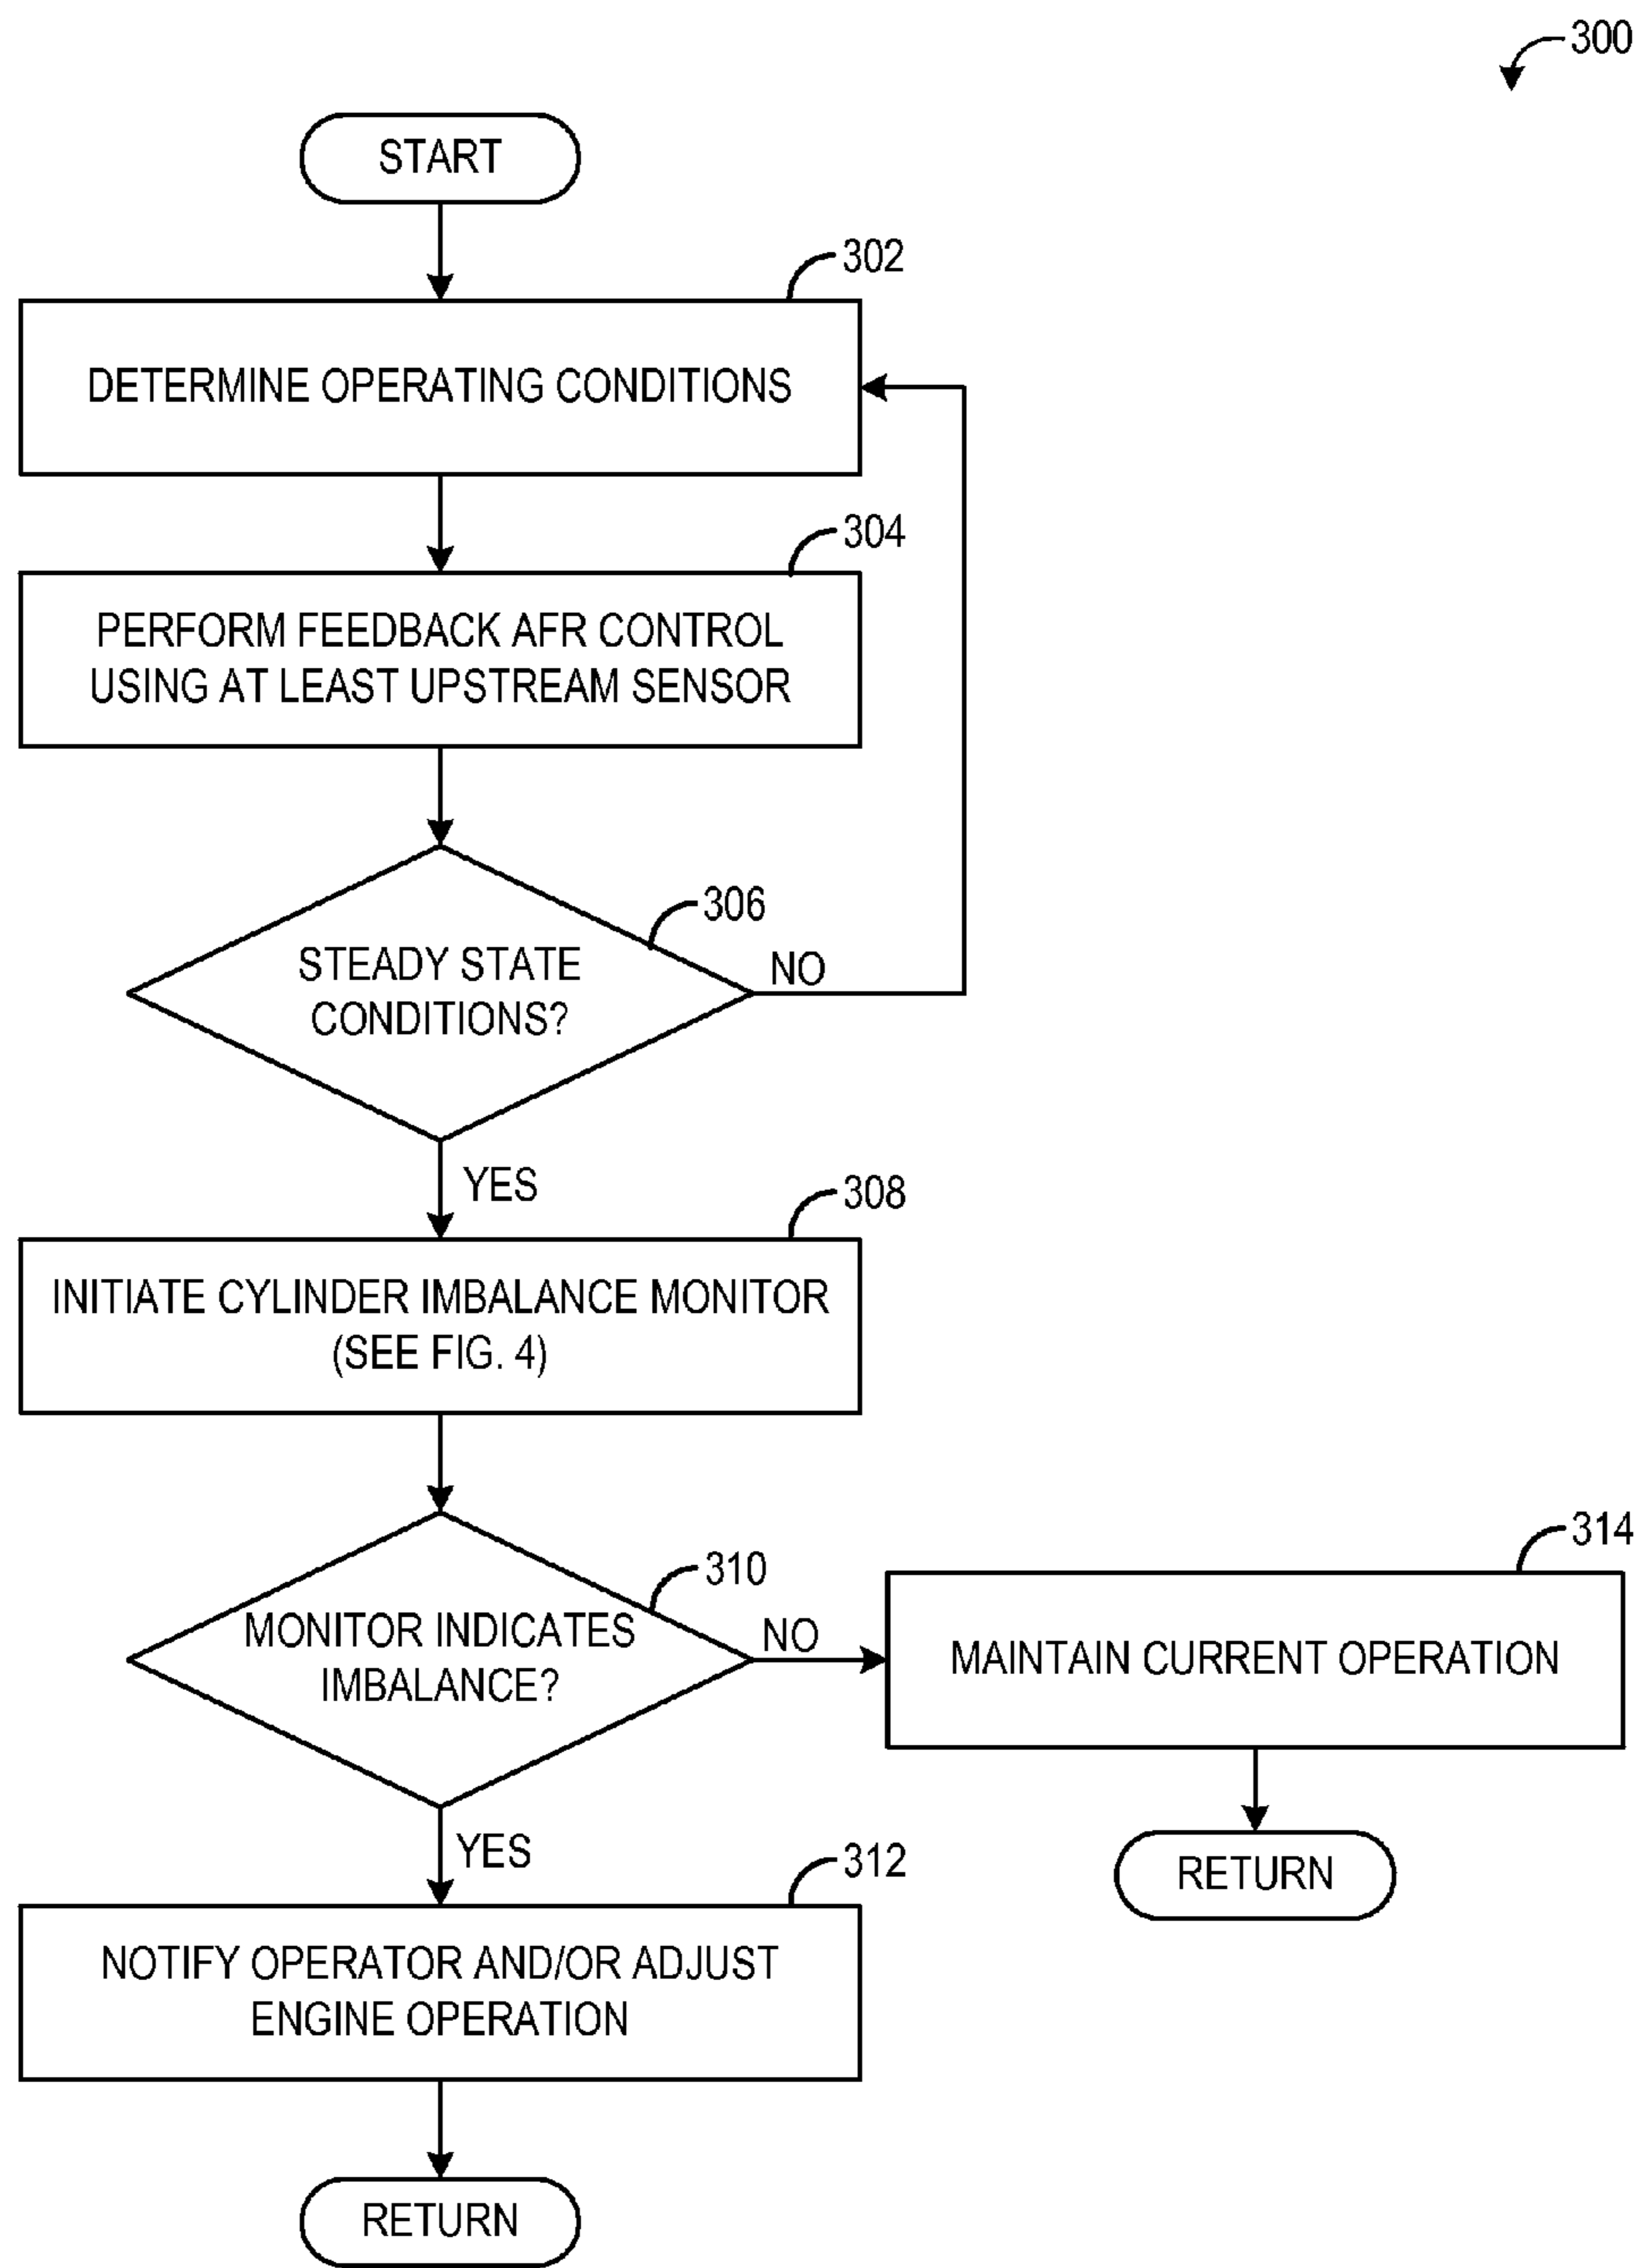 300
START
302
DETERMINE OPERATING CONDITIONS
304
PERFORM FEEDBACK AFR CONTROL
USING AT LEAST UPSTREAM SENSOR
306
STEADY STATE
CONDITIONS?
NO
YES
308
INITIATE CYLINDER IMBALANCE MONITOR
(SEE FIG. 4)
310
MONITOR INDICATES
IMBALANCE?
NO
314
MAINTAIN CURRENT OPERATION
RETURN
YES
312
NOTIFY OPERATOR AND/OR ADJUST
ENGINE OPERATION
RETURN